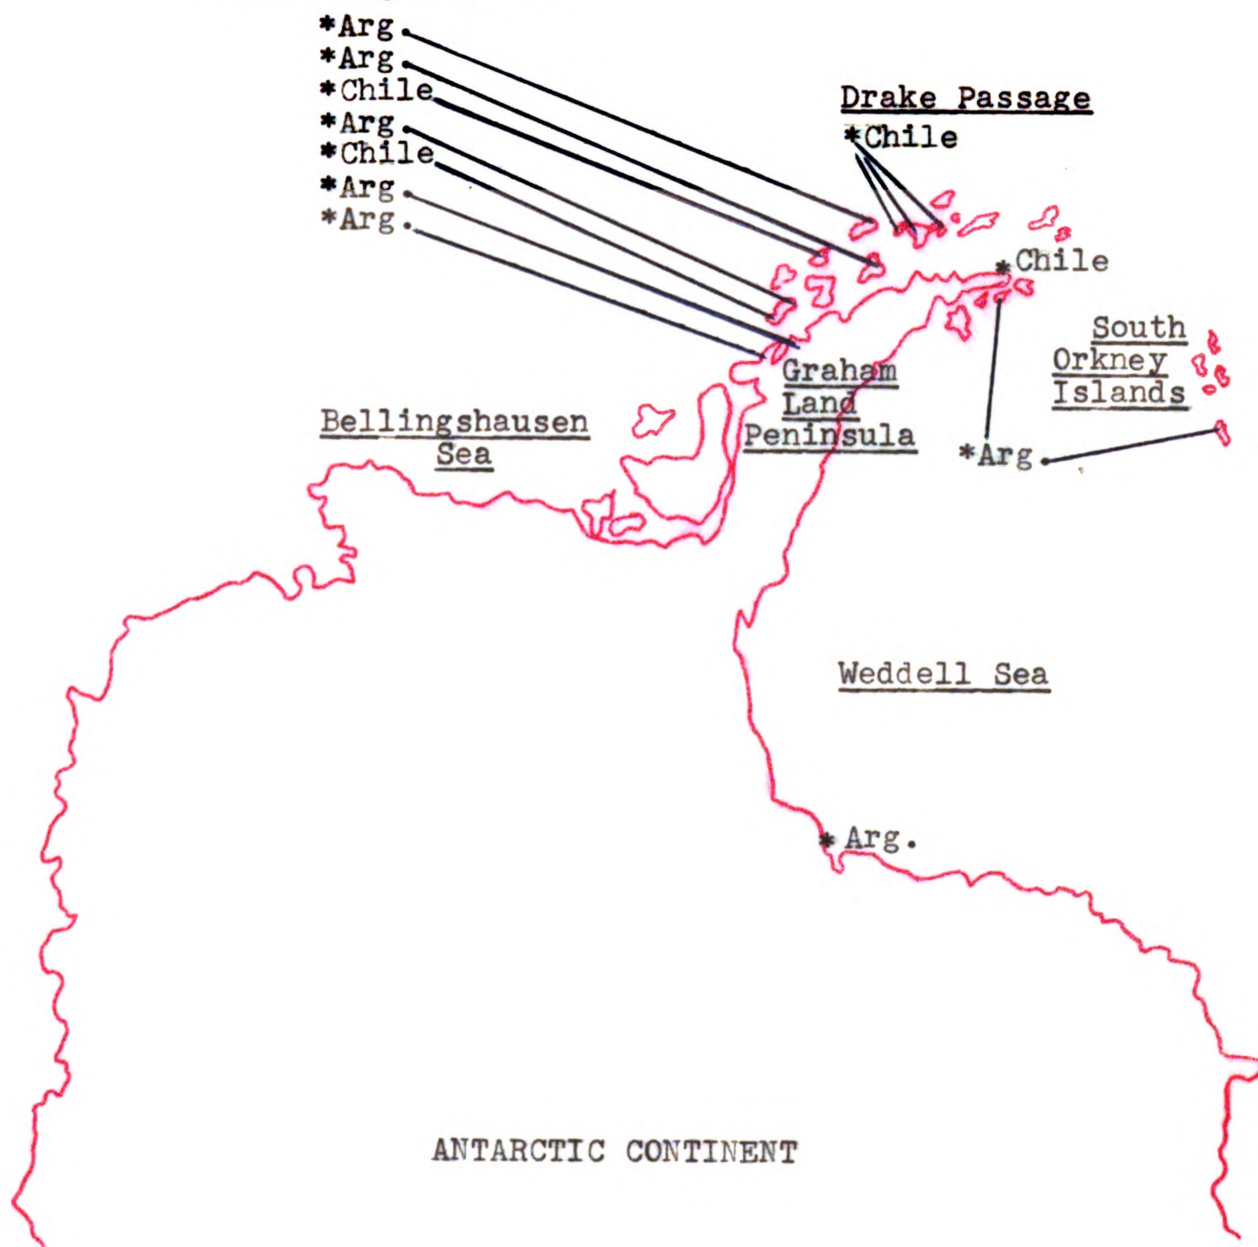 *Arg.
*Arg.
*Chile
*Arg.
*Chile
*Arg.
*Arg.
Drake Passage
*Chile
*Chile
South
Orkney
Islands
*Arg.
Graham
Land
Peninsula
Bellingshausen
Sea
Weddell Sea
* Arg.
ANTARCTIC CONTINENT